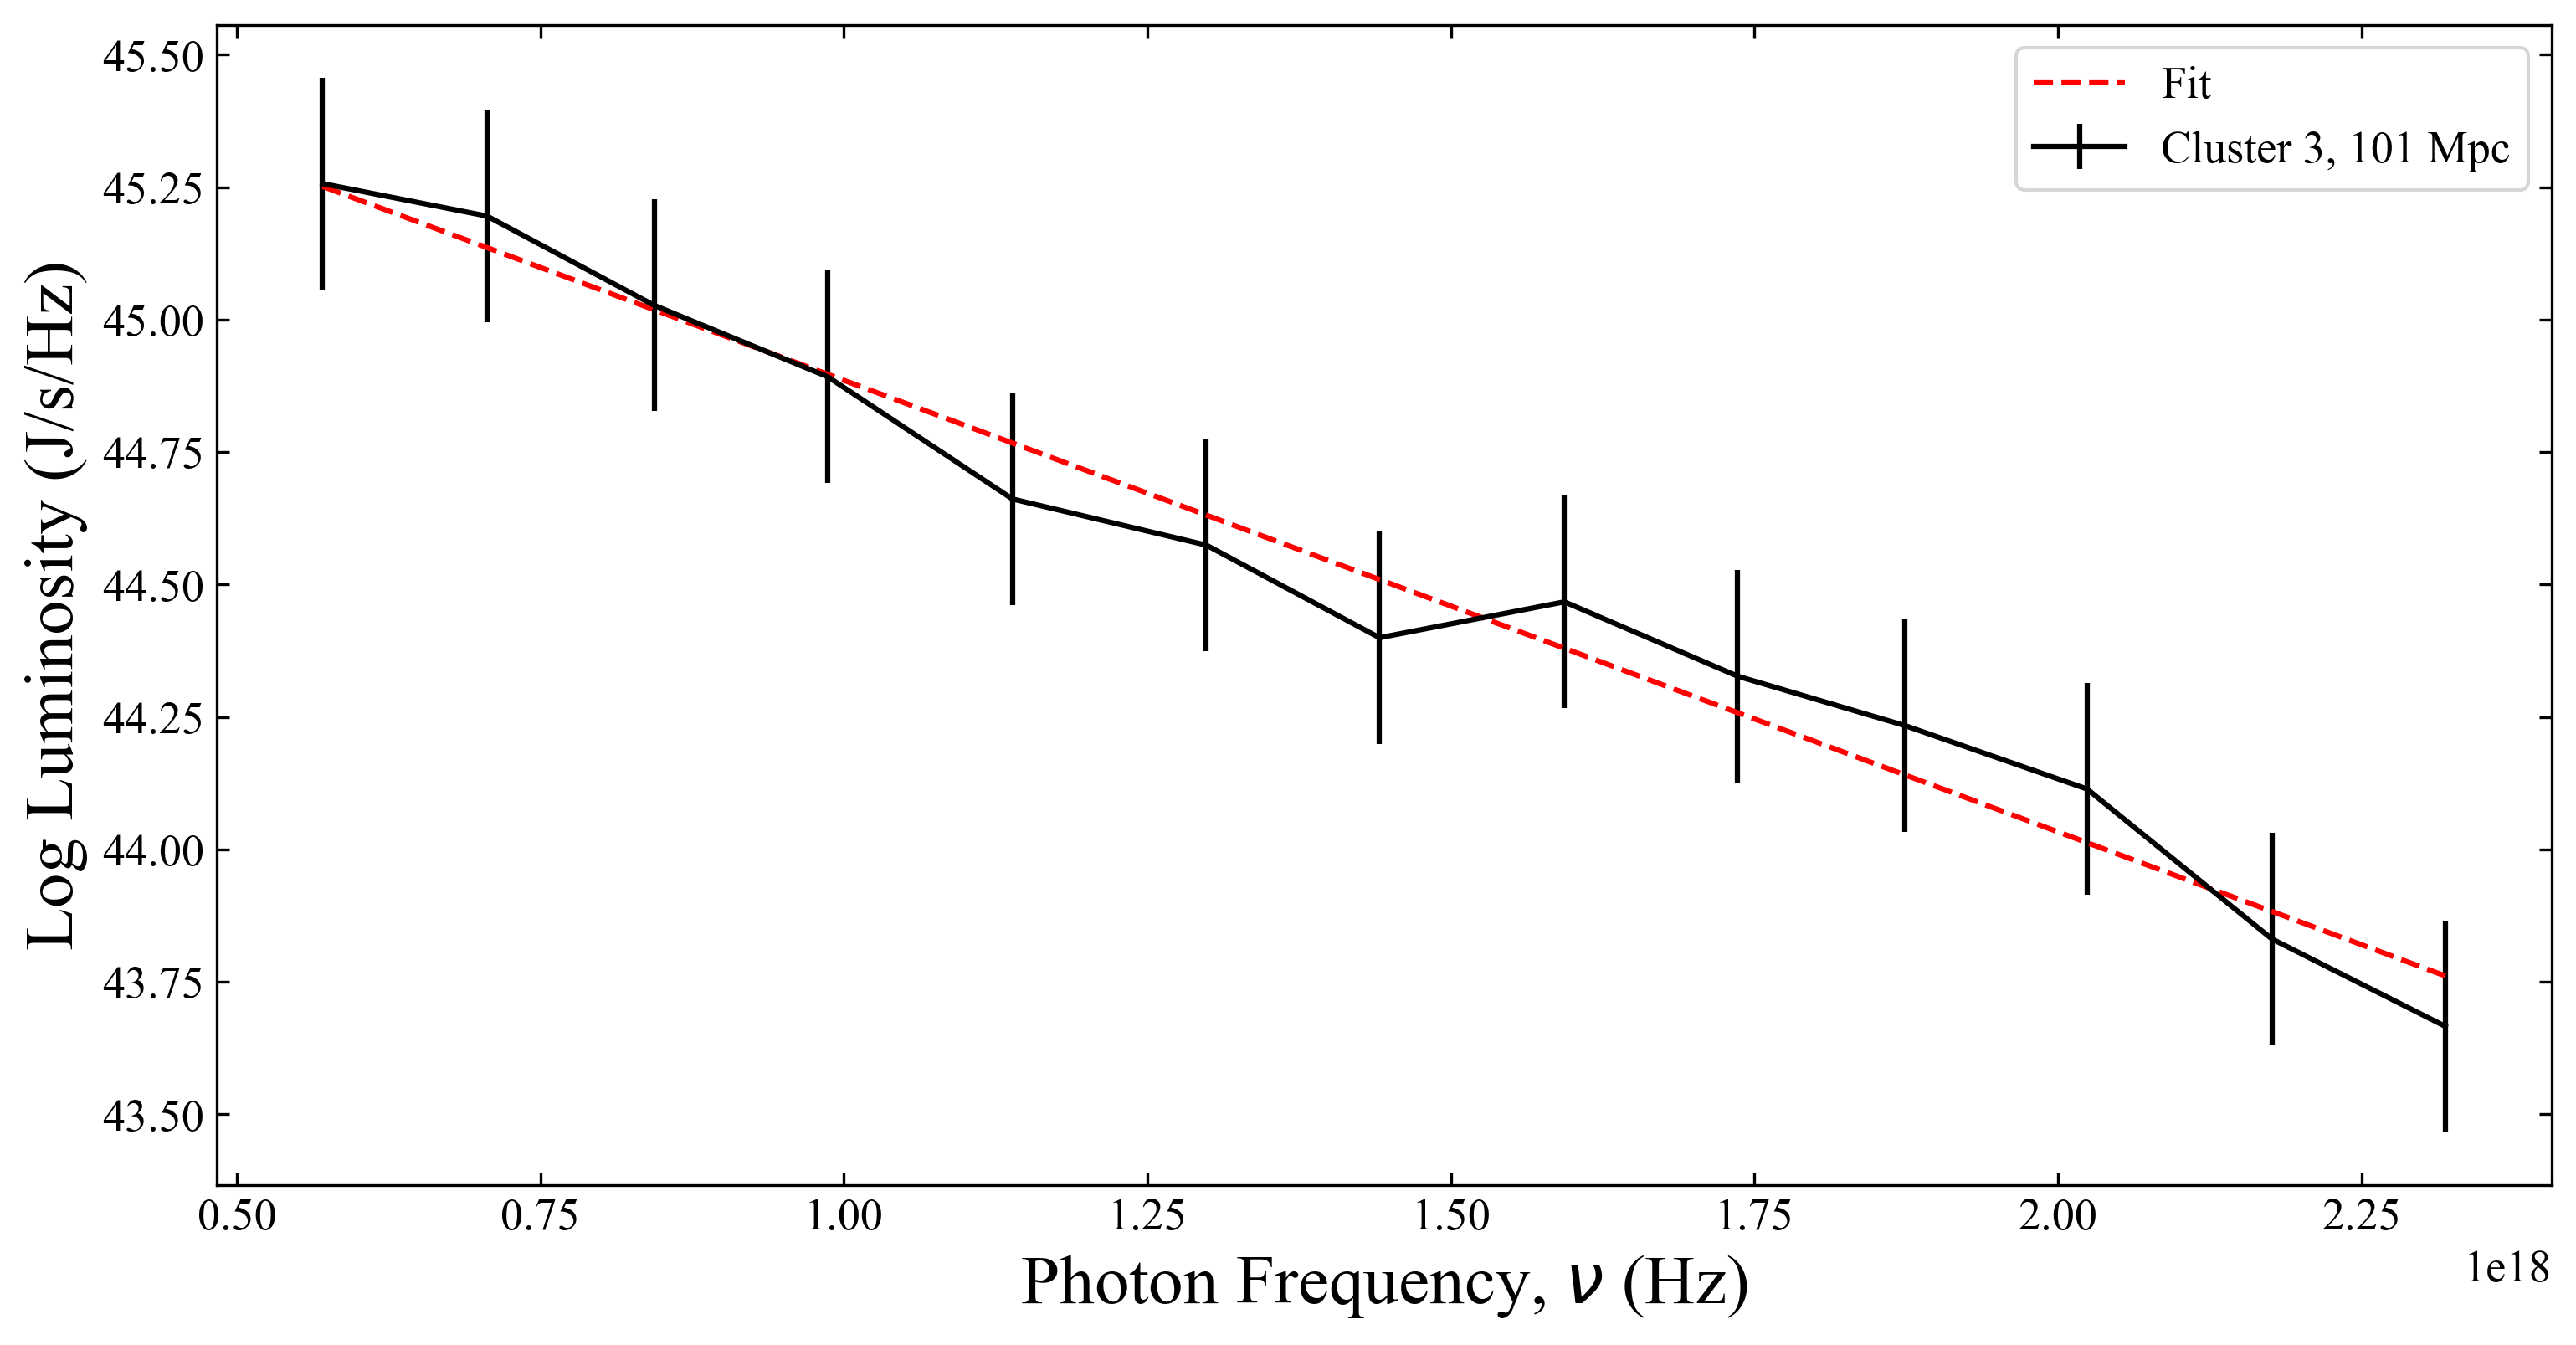 45.50
45.25
45.00
44.75
44.50
44.25
44.00
43.75
43.50
Log Luminosity (J/s/Hz)
Fit
Cluster 3, 101 Mpc
0.50 0.75 1.00 1.25 1.50 1.75 2.00 2.25
1e18
Photon Frequency, ν (Hz)